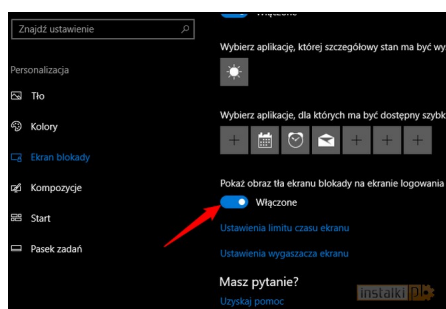 Włączone
Znajdź ustawienie
Wybierz aplikację, której szczegółowy stan ma być
Personalizacja
Tło
Wybierz aplikacje, dla których ma być dostępny
Kolory
Ekran blokady
Pokaż obraz tła ekranu blokady na ekranie logowania
Kompozycje
Włączone
Start
Ustawienia limitu czasu ekranu
Pasek zadań
Ustawienia wygaszacza ekranu
Masz pytanie?
Uzyskaj pomoc
instalki.pl